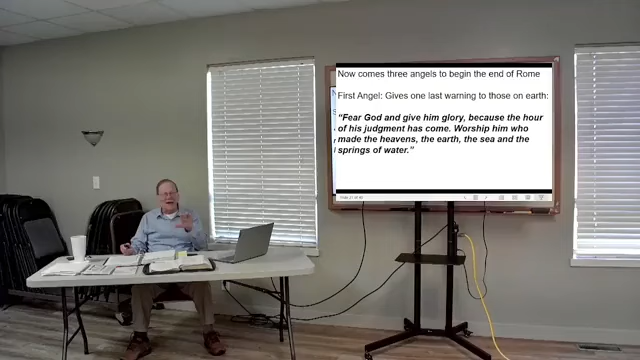 Now comes three angels to begin the end of Rome
First Angel: Gives one last warning to those on earth:
“Fear God and give him glory, because the hour
of his judgment has come. Worship him who
made the heavens, the earth, the sea and the
springs of water.”